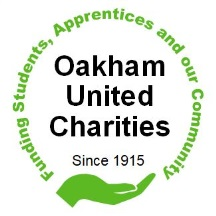 Funding Students, Apprentices and our Community
Oakham
United
Charities
Since 1915